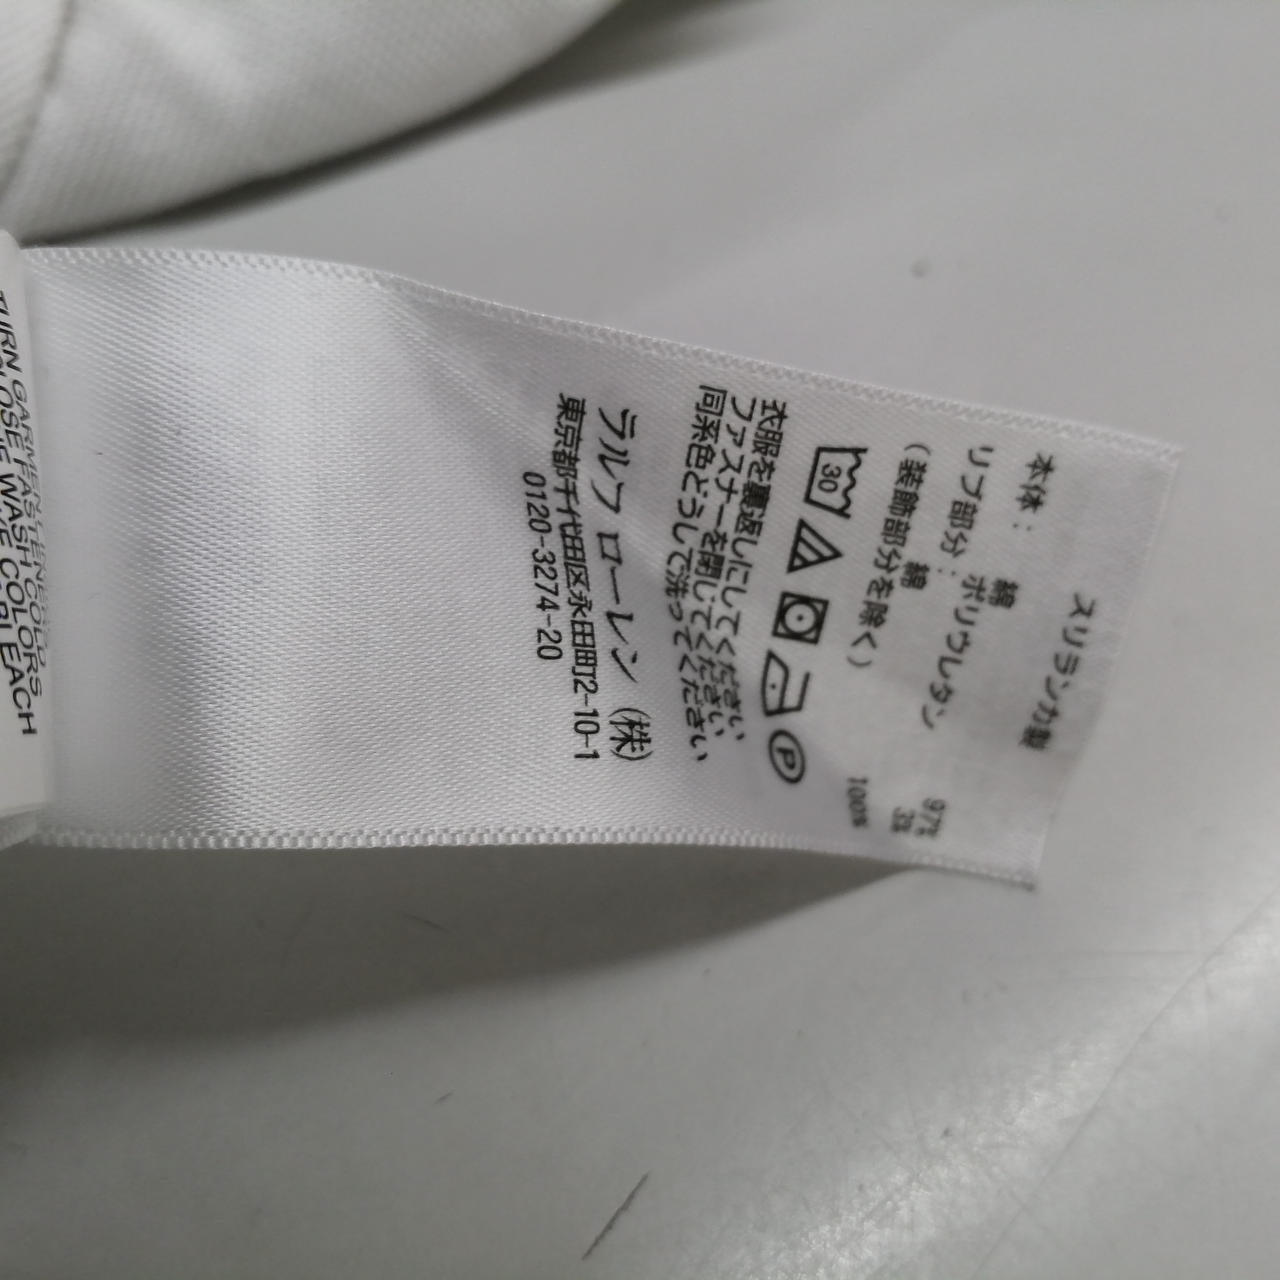 スリランカ製
本体:
綿 97%
ポリウレタン 3%
リブ部分:
綿 100%
(装飾部分を除く)
30 P
衣服を裏返しにしてください
ファスナーを閉じてください
同系色どうしで洗ってください
ラルフ ローレン (株)
東京都千代田区永田町2-10-1
0120-3274-20
TURN GARMENT
FASTENERS
WASH COLD
COLORS
BLEACH